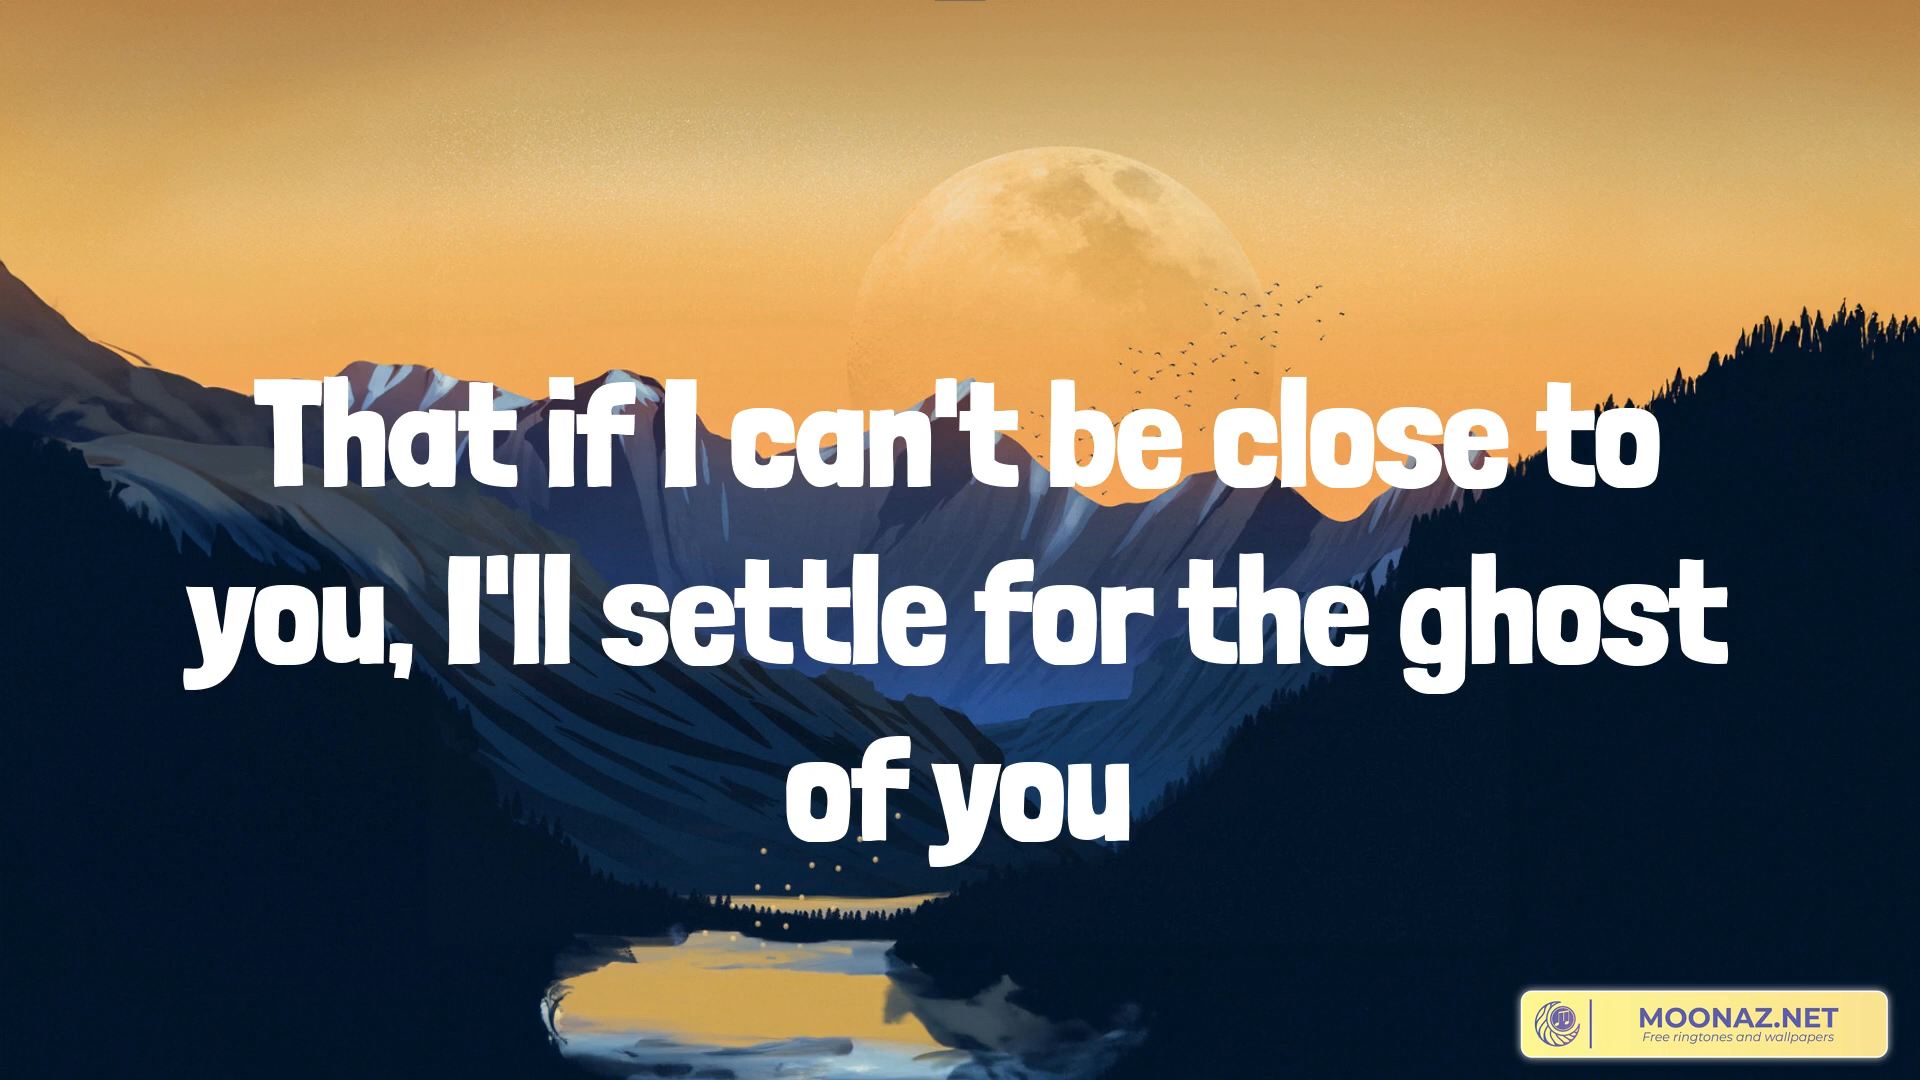 That if I can't be close to
you, I'll settle for the ghost
of you
MOONAZ.NET
Free ringtones and wallpapers